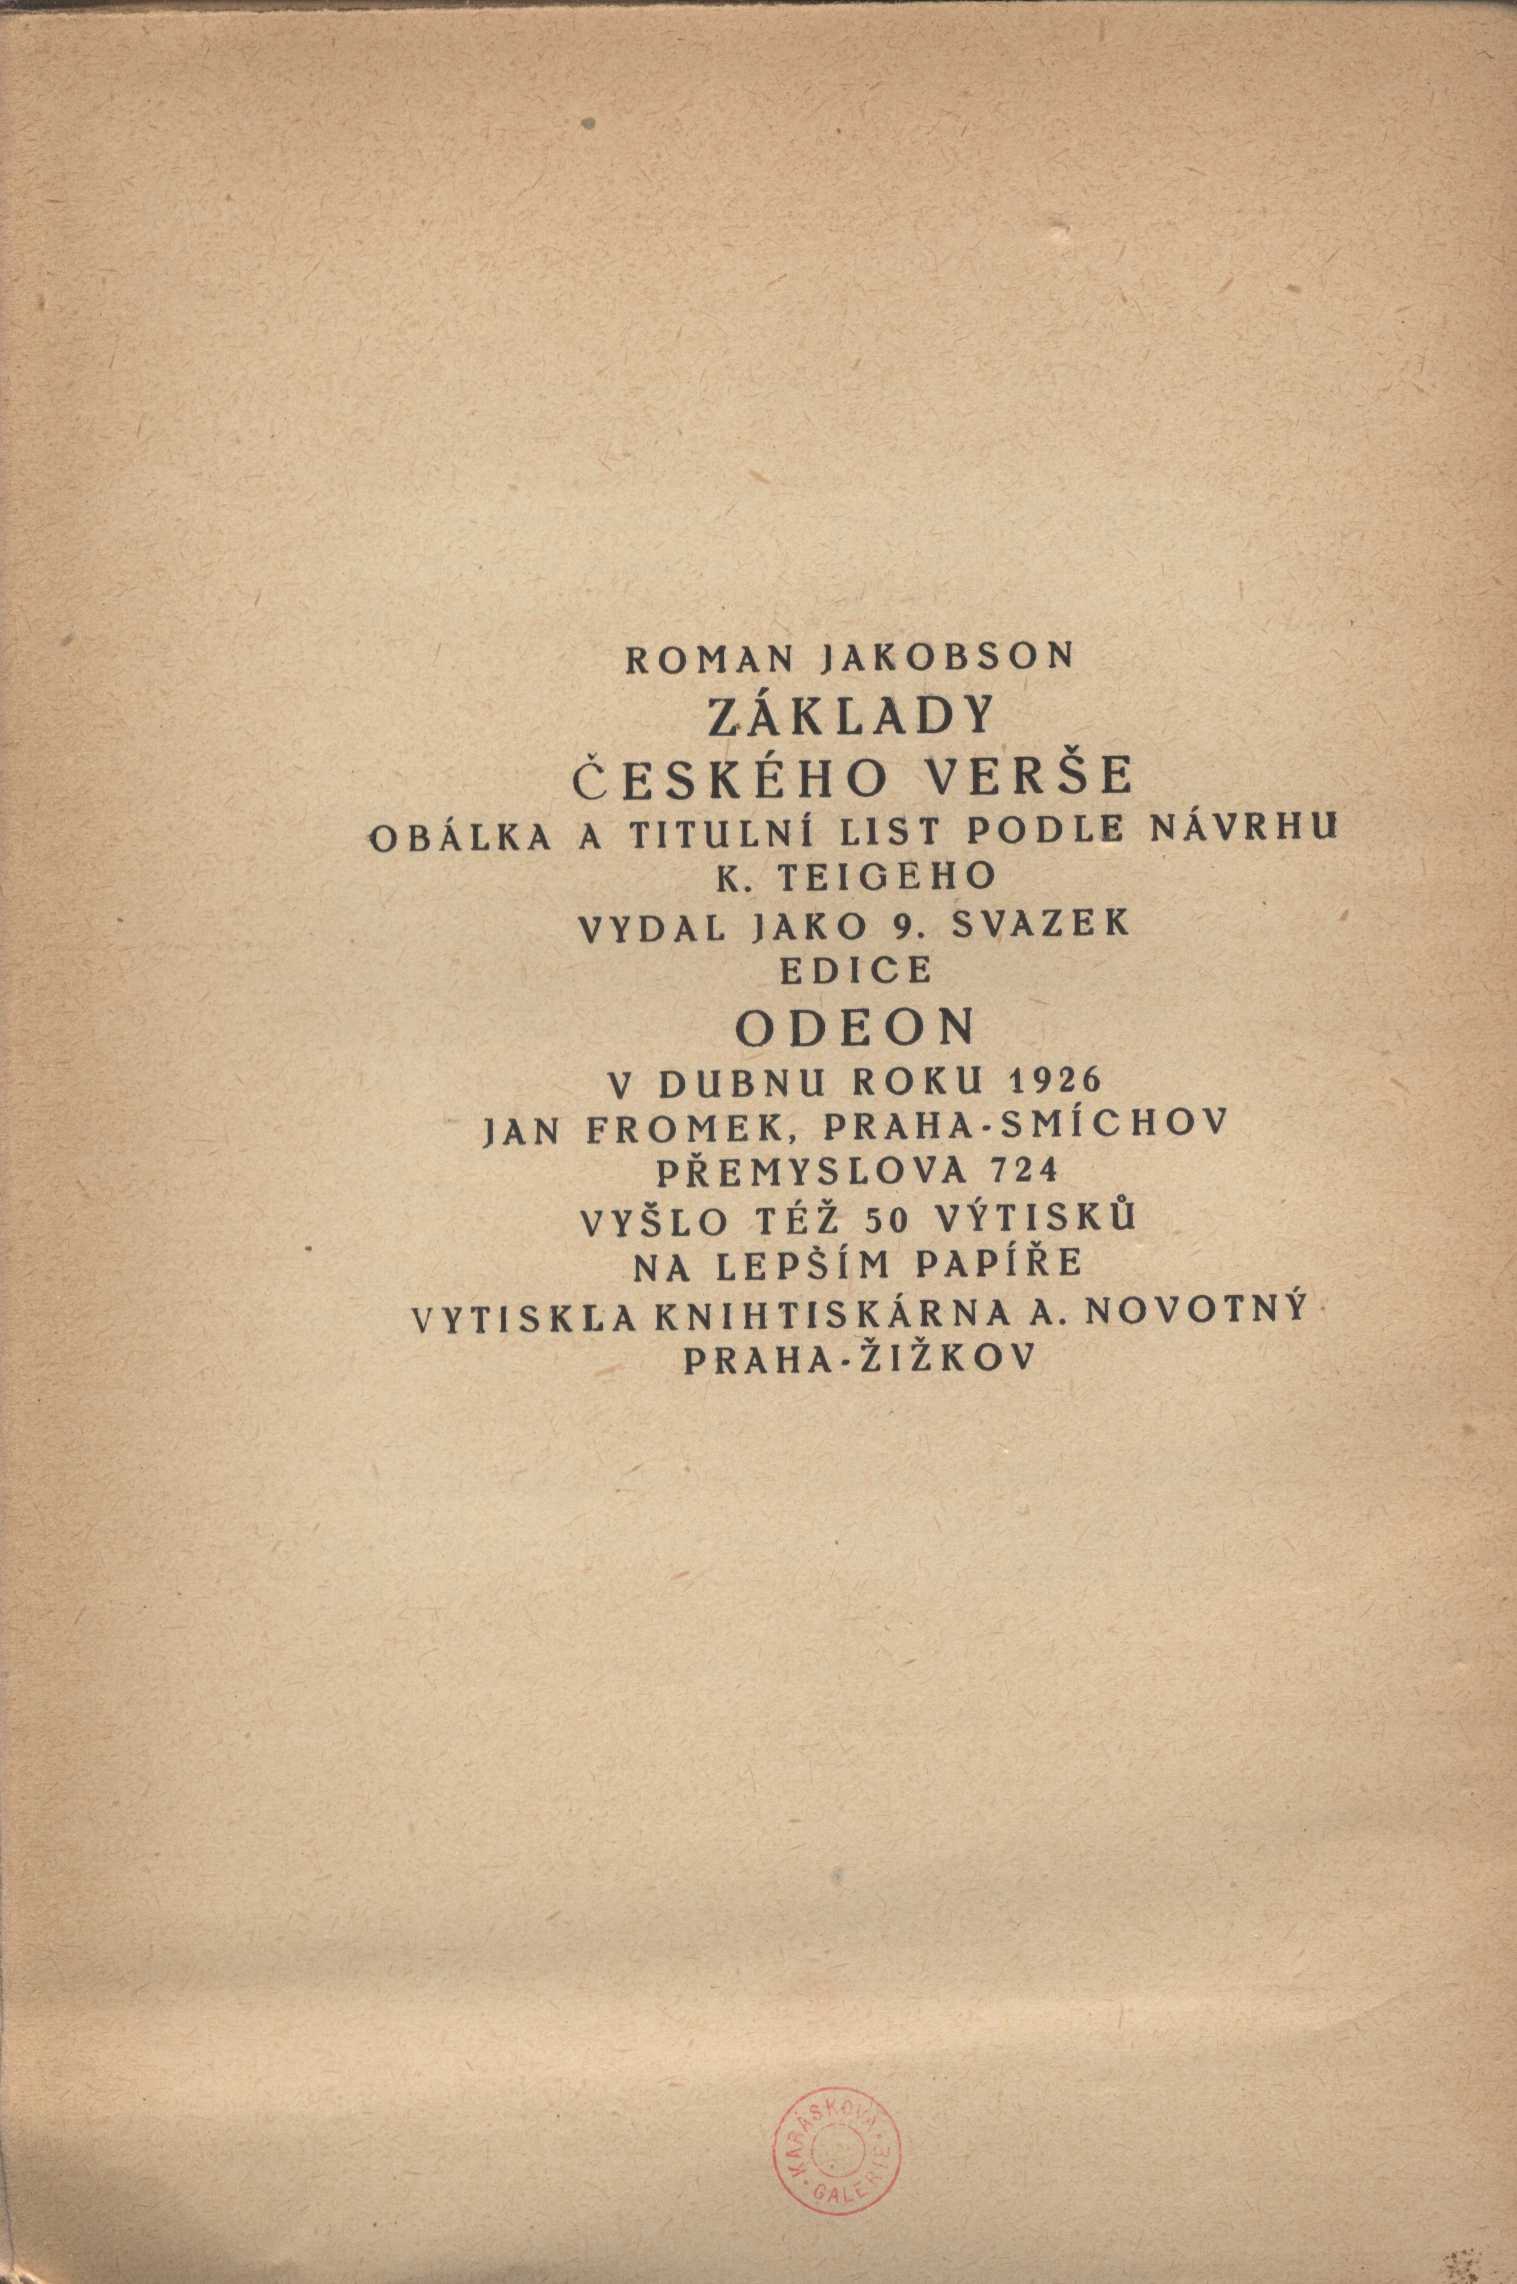 ROMAN JAKOBSON
ZÁKLADY
ČESKÉHO VERŠE
OBÁLKA A TITULNÍ LIST PODLE NÁVRHU
K. TEIGEHO
VYDAL JAKO 9. SVAZEK
EDICE
ODEON
V DUBNU ROKU 1926
JAN FROMEK, PRAHA-SMÍCHOV
PŘEMYSLOVA 724
VYŠLO TÉŽ 50 VÝTISKŮ
NA LEPŠÍM PAPÍŘE
VYTISKLA KNIHTISKÁRNA A. NOVOTNÝ
PRAHA-ŽIŽKOV
KARÁSKOVA GALERIE